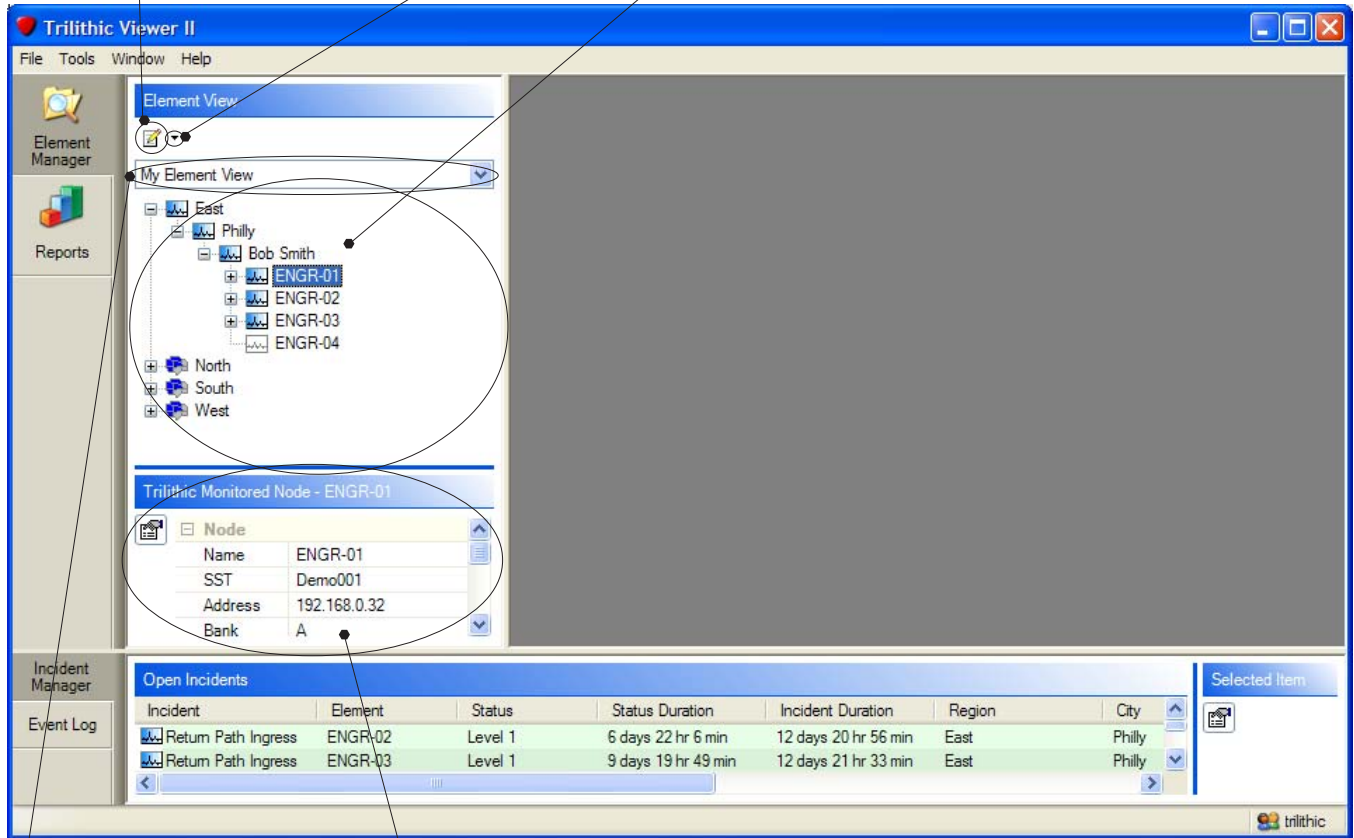 Trilithic Viewer II
File Tools Window Help
Element Manager
Reports
Element View
My Element View
East
Philly
Bob Smith
ENGR-01
ENGR-02
ENGR-03
ENGR-04
North
South
West
Trilithic Monitored Node - ENGR-01
Node
Name ENGR-01
SST Demo001
Address 192.168.0.32
Bank A
Incident Manager
Event Log
Open Incidents
Incident Element Status Status Duration Incident Duration Region City
Return Path Ingress ENGR-02 Level 1 6 days 22 hr 6 min 12 days 20 hr 56 min East Philly
Return Path Ingress ENGR-03 Level 1 9 days 19 hr 49 min 12 days 21 hr 33 min East Philly
Selected Item
trilithic